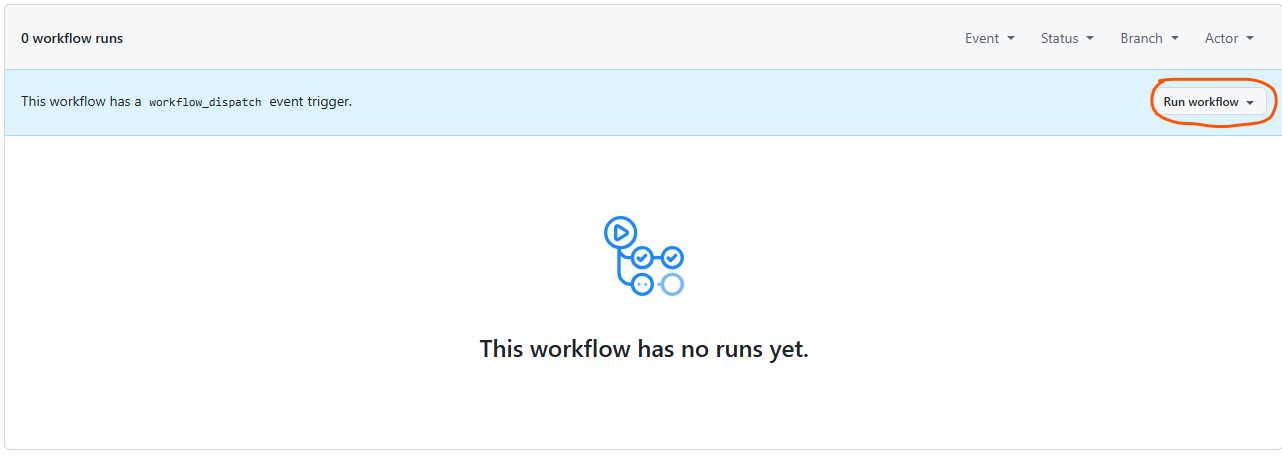 0 workflow runs Event Status Branch Actor
This workflow has a workflow_dispatch event trigger. Run workflow
This workflow has no runs yet.